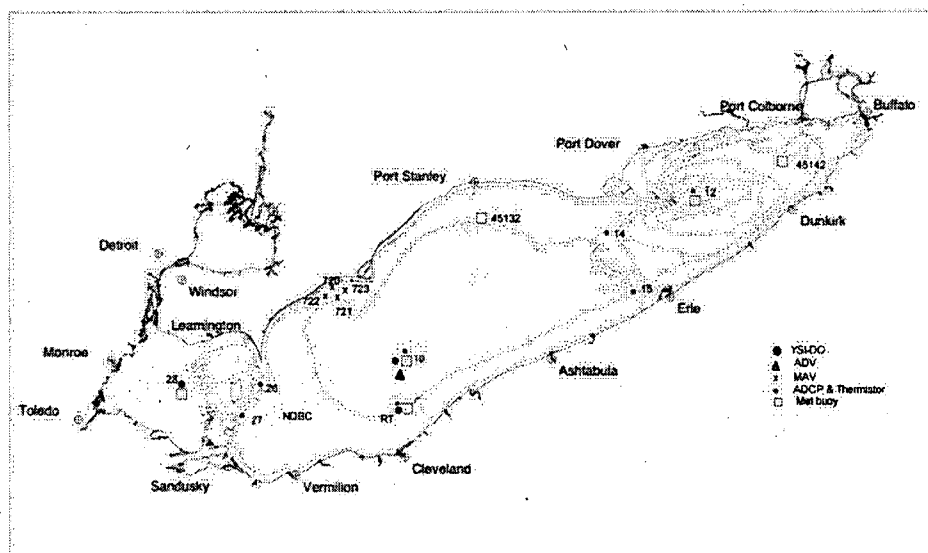 Port Colborne
Buffalo
Port Dover
45142
Port Stanley
12
45132
Dunkirk
14
Detroit
720
723
Windsor
722
721
15
Erie
Leamington
Monroe
19
YSI-DO
Ashtabula
ADV
MAV
28
26
ADCP & Thermistor
Met buoy
Toledo
27
NDBC
RT
Cleveland
Sandusky
Vermilion